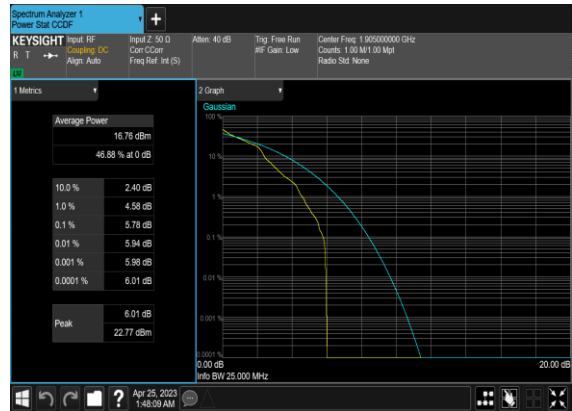 Spectrum Analyzer 1
Power Stat CCDF
+
KEYSIGHT
R T
LV
Input: RF
Coupling: DC
Align: Auto
Input Z: 50 Ω
Corr CCorr
Freq Ref: Int (S)
Atten: 40 dB
Trig: Free Run
#IF Gain: Low
Center Freq: 1.905000000 GHz
Counts: 1.00 M/1.00 Mpt
Radio Std: None
1 Metrics
Average Power
16.76 dBm
46.88 % at 0 dB
10.0 % 2.40 dB
1.0 % 4.58 dB
0.1 % 5.78 dB
0.01 % 5.94 dB
0.001 % 5.98 dB
0.0001 % 6.01 dB
Peak
6.01 dB
22.77 dBm
2 Graph
Gaussian
100 %
10 %
1 %
0.1 %
0.01 %
0.001 %
0.0001 %
0.00 dB 20.00 dB
Info BW 25.000 MHz
?
Apr 25, 2023
1:48:09 AM